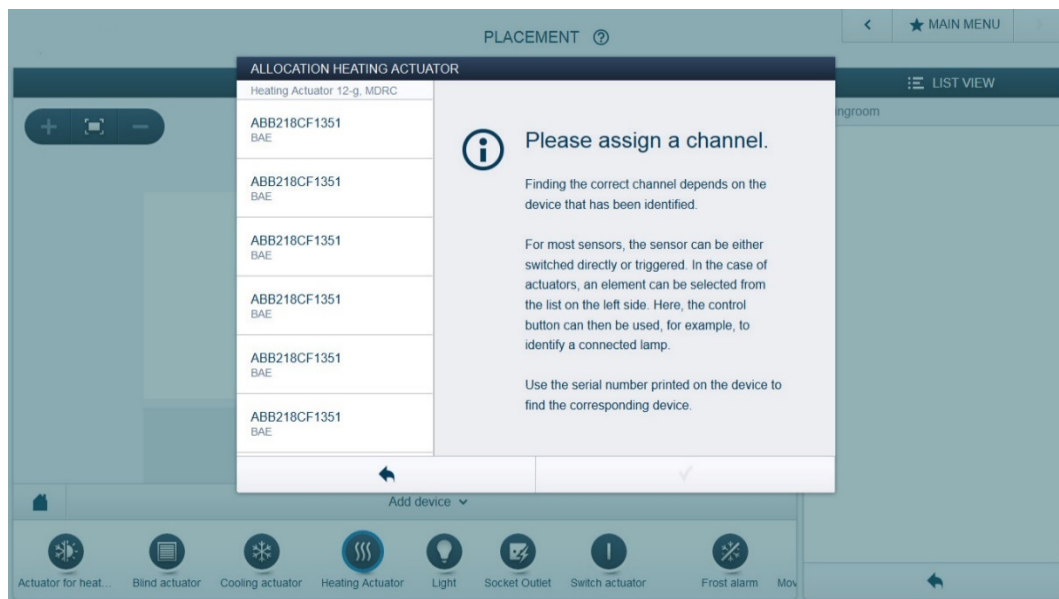 PLACEMENT ?
MAIN MENU
ALLOCATION HEATING ACTUATOR
LIST VIEW
Heating Actuator 12-g, MDRC
ingroom
ABB218CF1351
BAE
ABB218CF1351
BAE
ABB218CF1351
BAE
ABB218CF1351
BAE
ABB218CF1351
BAE
ABB218CF1351
BAE
Please assign a channel.
Finding the correct channel depends on the
device that has been identified.
For most sensors, the sensor can be either
switched directly or triggered. In the case of
actuators, an element can be selected from
the list on the left side. Here, the control
button can then be used, for example, to
identify a connected lamp.
Use the serial number printed on the device to
find the corresponding device.
Add device
Actuator for heat...
Blind actuator
Cooling actuator
Heating Actuator
Light
Socket Outlet
Switch actuator
Frost alarm
Mov